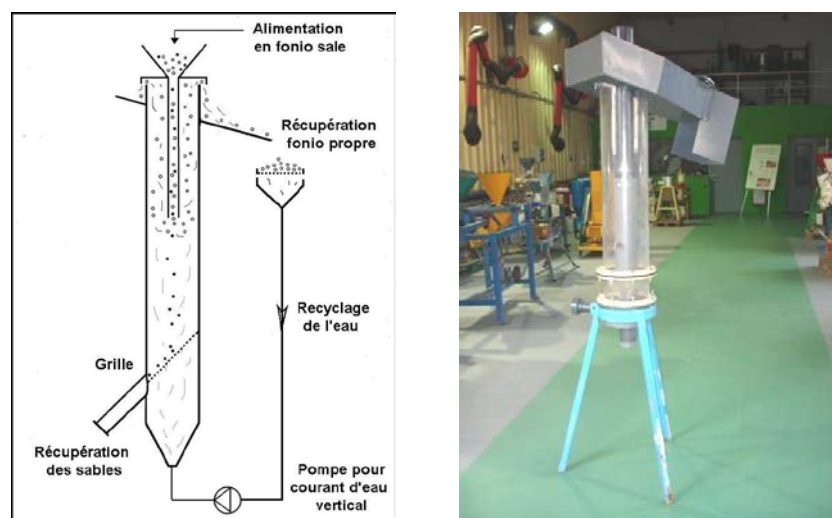 Alimentation
en fonio sale
Récupération
fonio propre
Recyclage
de l'eau
Grille
Récupération
des sables
Pompe pour
courant d'eau
vertical